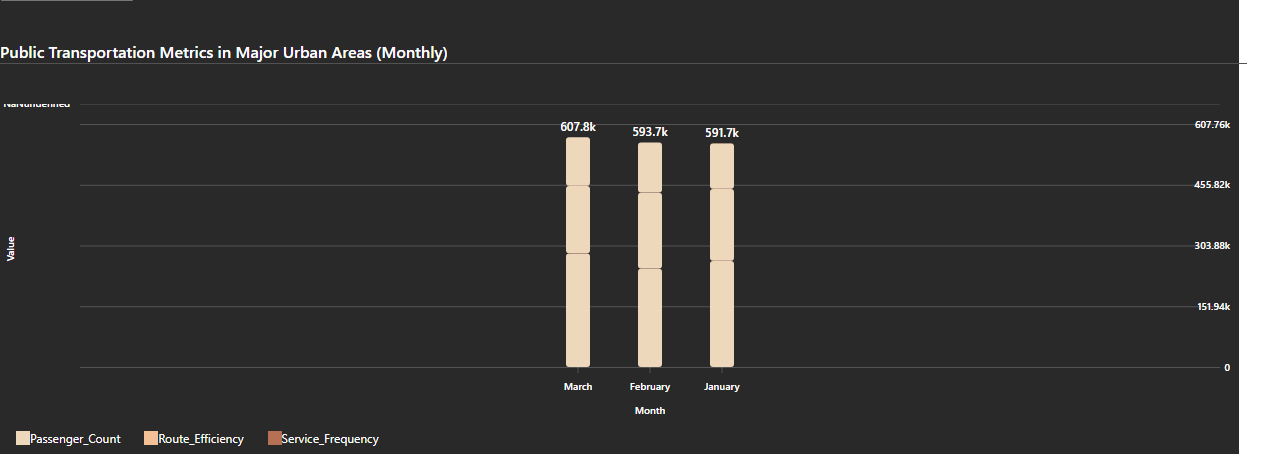 Public Transportation Metrics in Major Urban Areas (Monthly)
607.8k
593.7k
591.7k
607.76k
455.82k
303.88k
151.94k
0
Value
March
February
January
Month
Passenger_Count
Route_Efficiency
Service_Frequency